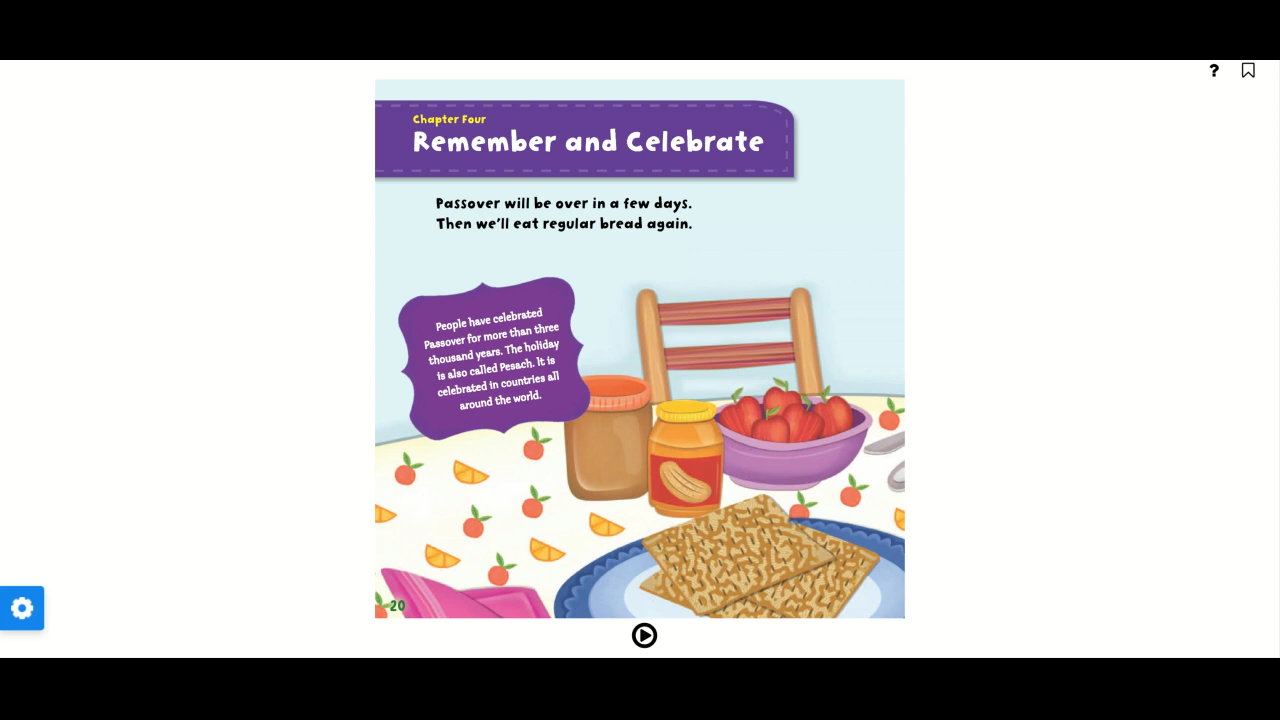 ?
Chapter Four
Remember and Celebrate
Passover will be over in a few days.
Then we'll eat regular bread again.
People have celebrated
Passover for more than three
thousand years. The holiday
is also called Pesach. It is
celebrated in countries all
around the world.
20